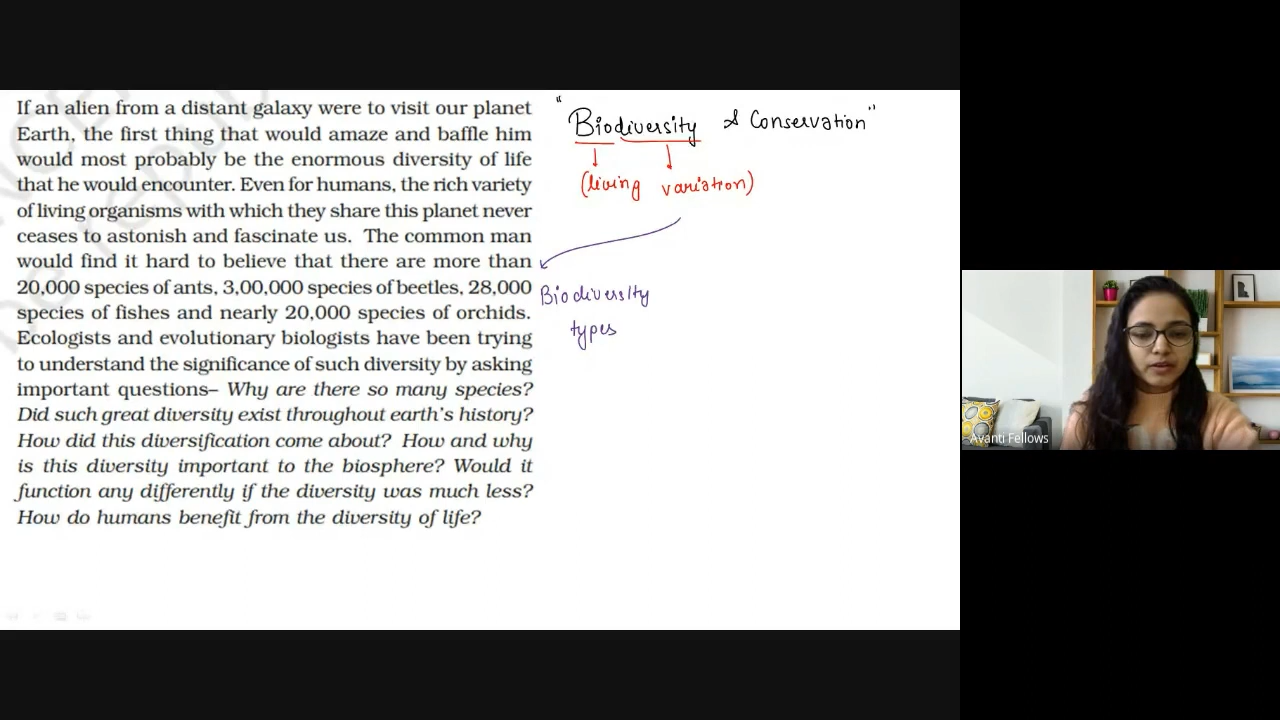 If an alien from a distant galaxy were to visit our planet
Earth, the first thing that would amaze and baffle him
would most probably be the enormous diversity of life
that he would encounter. Even for humans, the rich variety
of living organisms with which they share this planet never
ceases to astonish and fascinate us. The common man
would find it hard to believe that there are more than
20,000 species of ants, 3,00,000 species of beetles, 28,000
species of fishes and nearly 20,000 species of orchids.
Ecologists and evolutionary biologists have been trying
to understand the significance of such diversity by asking
important questions– Why are there so many species?
Did such great diversity exist throughout earth's history?
How did this diversification come about? How and why
is this diversity important to the biosphere? Would it
function any differently if the diversity was much less?
How do humans benefit from the diversity of life?
"Biodiversity & Conservation"
(living variation)
Biodiversity
types
Avanti Fellows